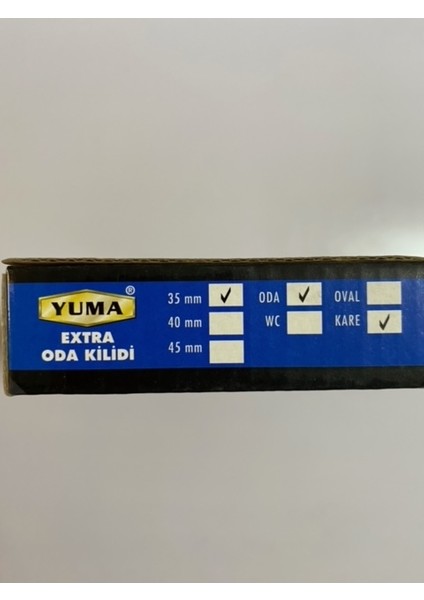 YUMA®
EXTRA
ODA KİLİDİ
35 mm ✓
40 mm
45 mm
ODA ✓
WC
OVAL
KARE ✓